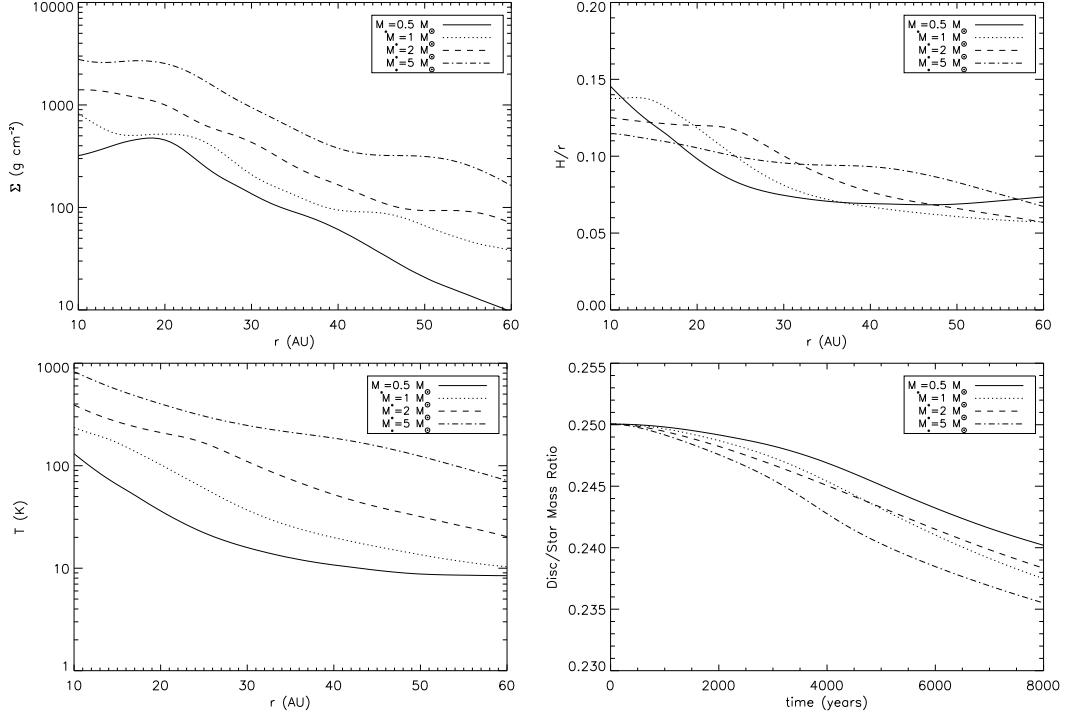 10000
1000
100
10
Σ (g cm⁻²)
10 20 30 40 50 60
r (AU)
M*=0.5 M☉
M*=1 M☉
M*=2 M☉
M*=5 M☉
0.20
0.15
0.10
0.05
0.00
H/r
10 20 30 40 50 60
r (AU)
M*=0.5 M☉
M*=1 M☉
M*=2 M☉
M*=5 M☉
1000
100
10
1
T (K)
10 20 30 40 50 60
r (AU)
M*=0.5 M☉
M*=1 M☉
M*=2 M☉
M*=5 M☉
0.255
0.250
0.245
0.240
0.235
0.230
Disc/Star Mass Ratio
0 2000 4000 6000 8000
time (years)
M*=0.5 M☉
M*=1 M☉
M*=2 M☉
M*=5 M☉